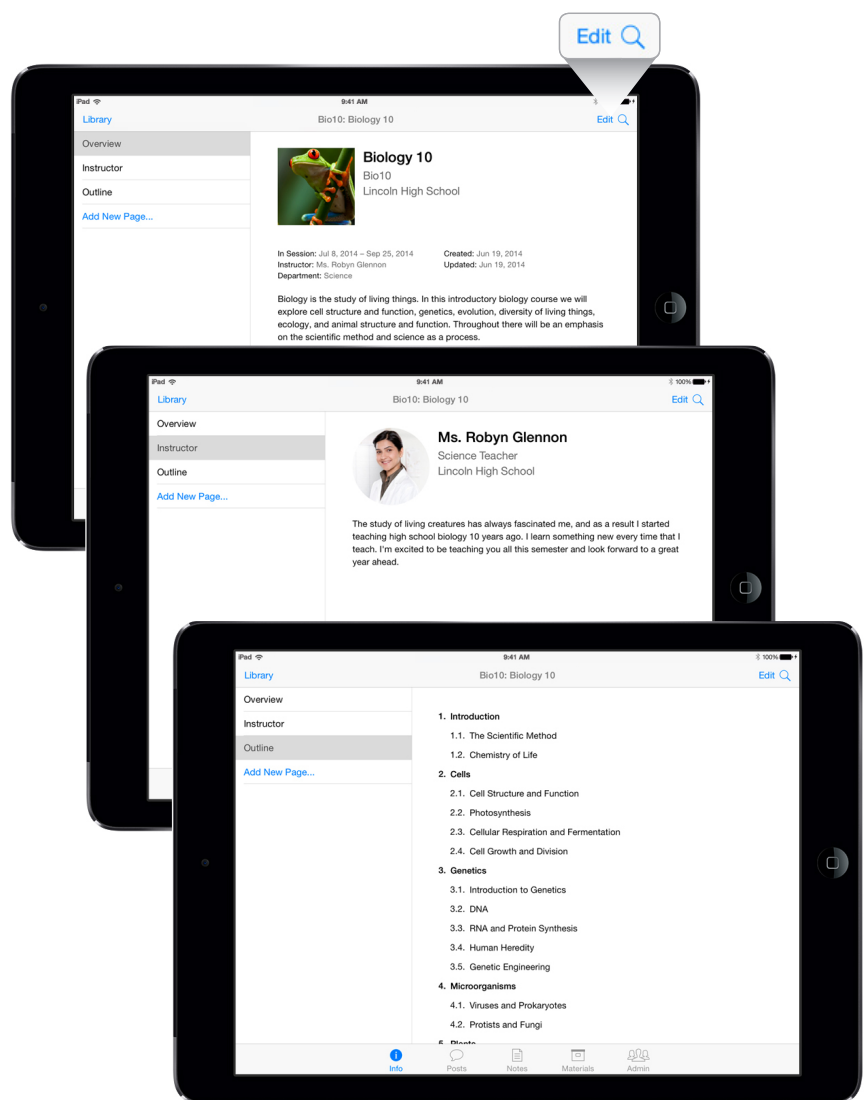 Edit
iPad
9:41 AM
Library
Bio10: Biology 10
Edit
Overview
Instructor
Outline
Add New Page...
Biology 10
Bio10
Lincoln High School
In Session: Jul 8, 2014 – Sep 25, 2014
Created: Jun 19, 2014
Instructor: Ms. Robyn Glennon
Updated: Jun 19, 2014
Department: Science
Biology is the study of living things. In this introductory biology course we will
explore cell structure and function, genetics, evolution, diversity of living things,
ecology, and animal structure and function. Throughout there will be an emphasis
on the scientific method and science as a process.
iPad
9:41 AM
100%
Library
Bio10: Biology 10
Edit
Overview
Instructor
Outline
Add New Page...
Ms. Robyn Glennon
Science Teacher
Lincoln High School
The study of living creatures has always fascinated me, and as a result I started
teaching high school biology 10 years ago. I learn something new every time that I
teach. I'm excited to be teaching you all this semester and look forward to a great
year ahead.
iPad
9:41 AM
100%
Library
Bio10: Biology 10
Edit
Overview
Instructor
Outline
Add New Page...
1. Introduction
1.1. The Scientific Method
1.2. Chemistry of Life
2. Cells
2.1. Cell Structure and Function
2.2. Photosynthesis
2.3. Cellular Respiration and Fermentation
2.4. Cell Growth and Division
3. Genetics
3.1. Introduction to Genetics
3.2. DNA
3.3. RNA and Protein Synthesis
3.4. Human Heredity
3.5. Genetic Engineering
4. Microorganisms
4.1. Viruses and Prokaryotes
4.2. Protists and Fungi
5. Plants
Info
Posts
Notes
Materials
Admin